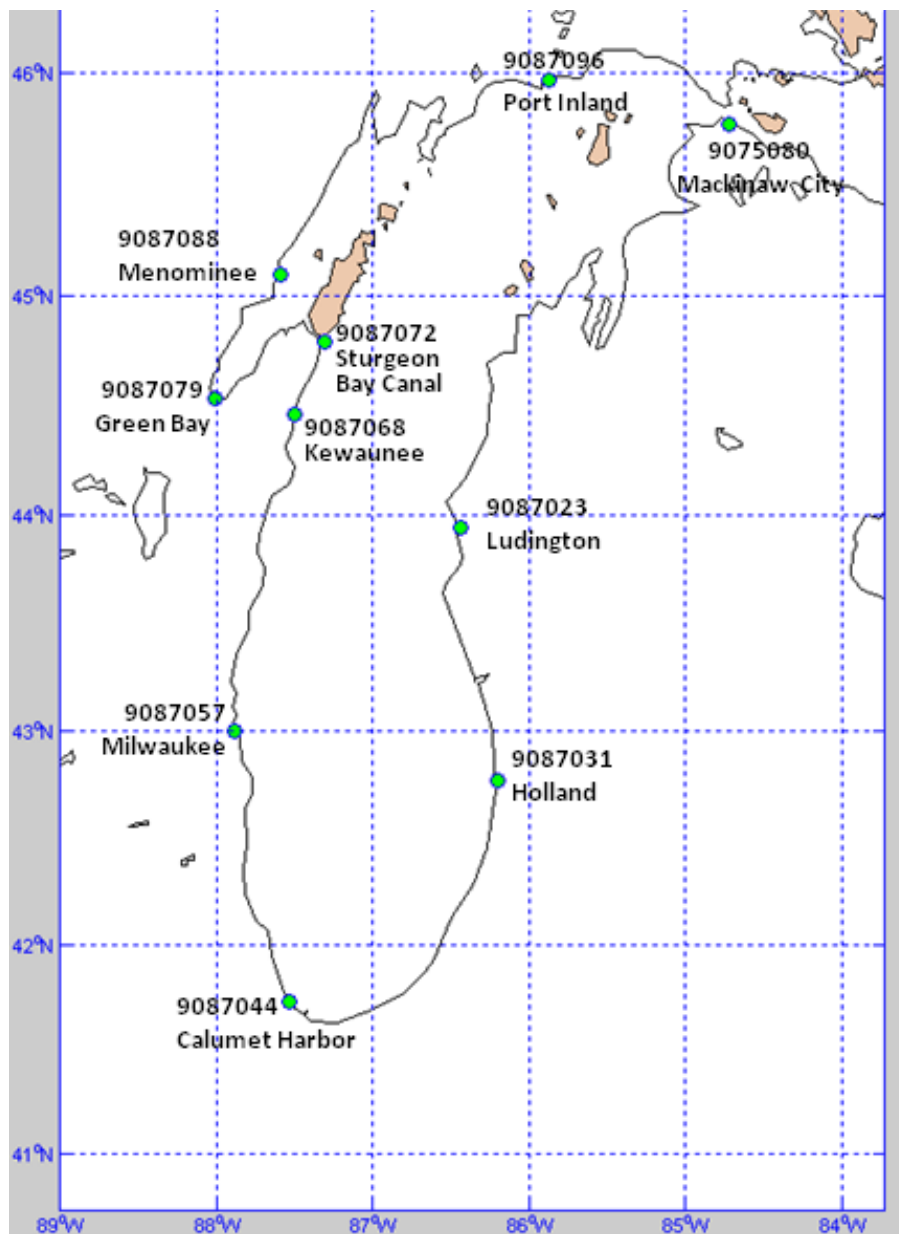 46°N
9087096
Port Inland
9075080
Mackinaw City
9087088
Menominee
45°N
9087072
Sturgeon
Bay Canal
9087079
Green Bay
9087068
Kewaunee
44°N
9087023
Ludington
9087057
Milwaukee
43°N
9087031
Holland
42°N
9087044
Calumet Harbor
41°N
89°W
88°W
87°W
86°W
85°W
84°W